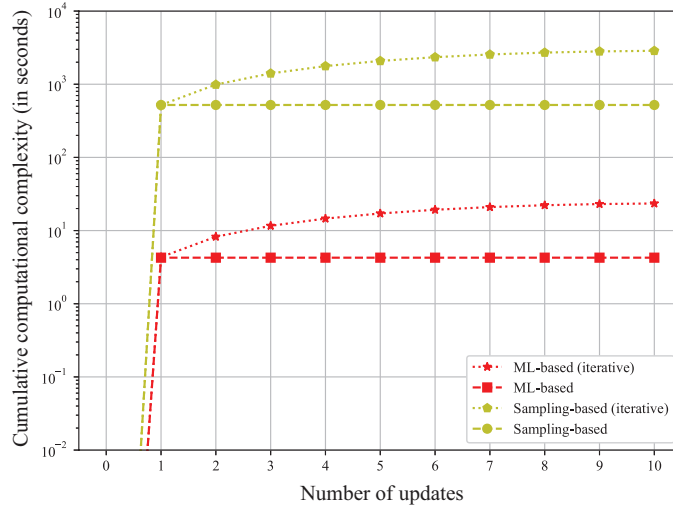 Cumulative computational complexity (in seconds)
10^4
10^3
10^2
10^1
10^0
10^−1
10^−2
0 1 2 3 4 5 6 7 8 9 10
Number of updates
ML-based (iterative)
ML-based
Sampling-based (iterative)
Sampling-based